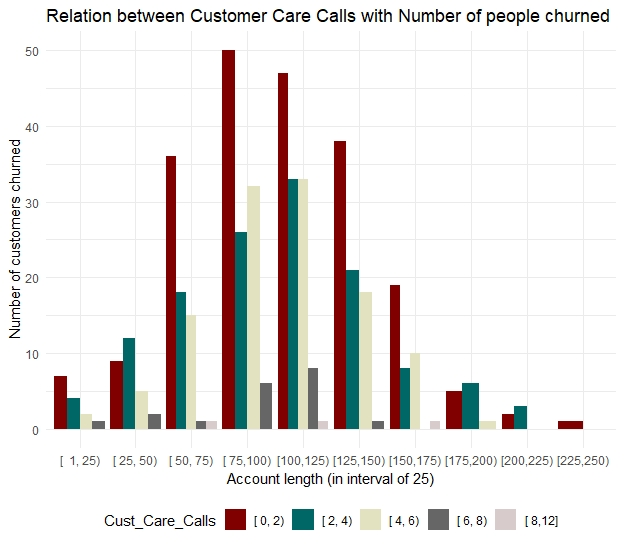 Relation between Customer Care Calls with Number of people churned
Number of customers churned
50
40
30
20
10
0
[  1,25) [ 25,50) [ 50, 75) [ 75,100) [100,125) [125,150) [150,175) [175,200) [200,225) [225,250)
Account length (in interval of 25)
Cust_Care_Calls [ 0, 2) [ 2, 4) [ 4, 6) [ 6, 8) [ 8,12]